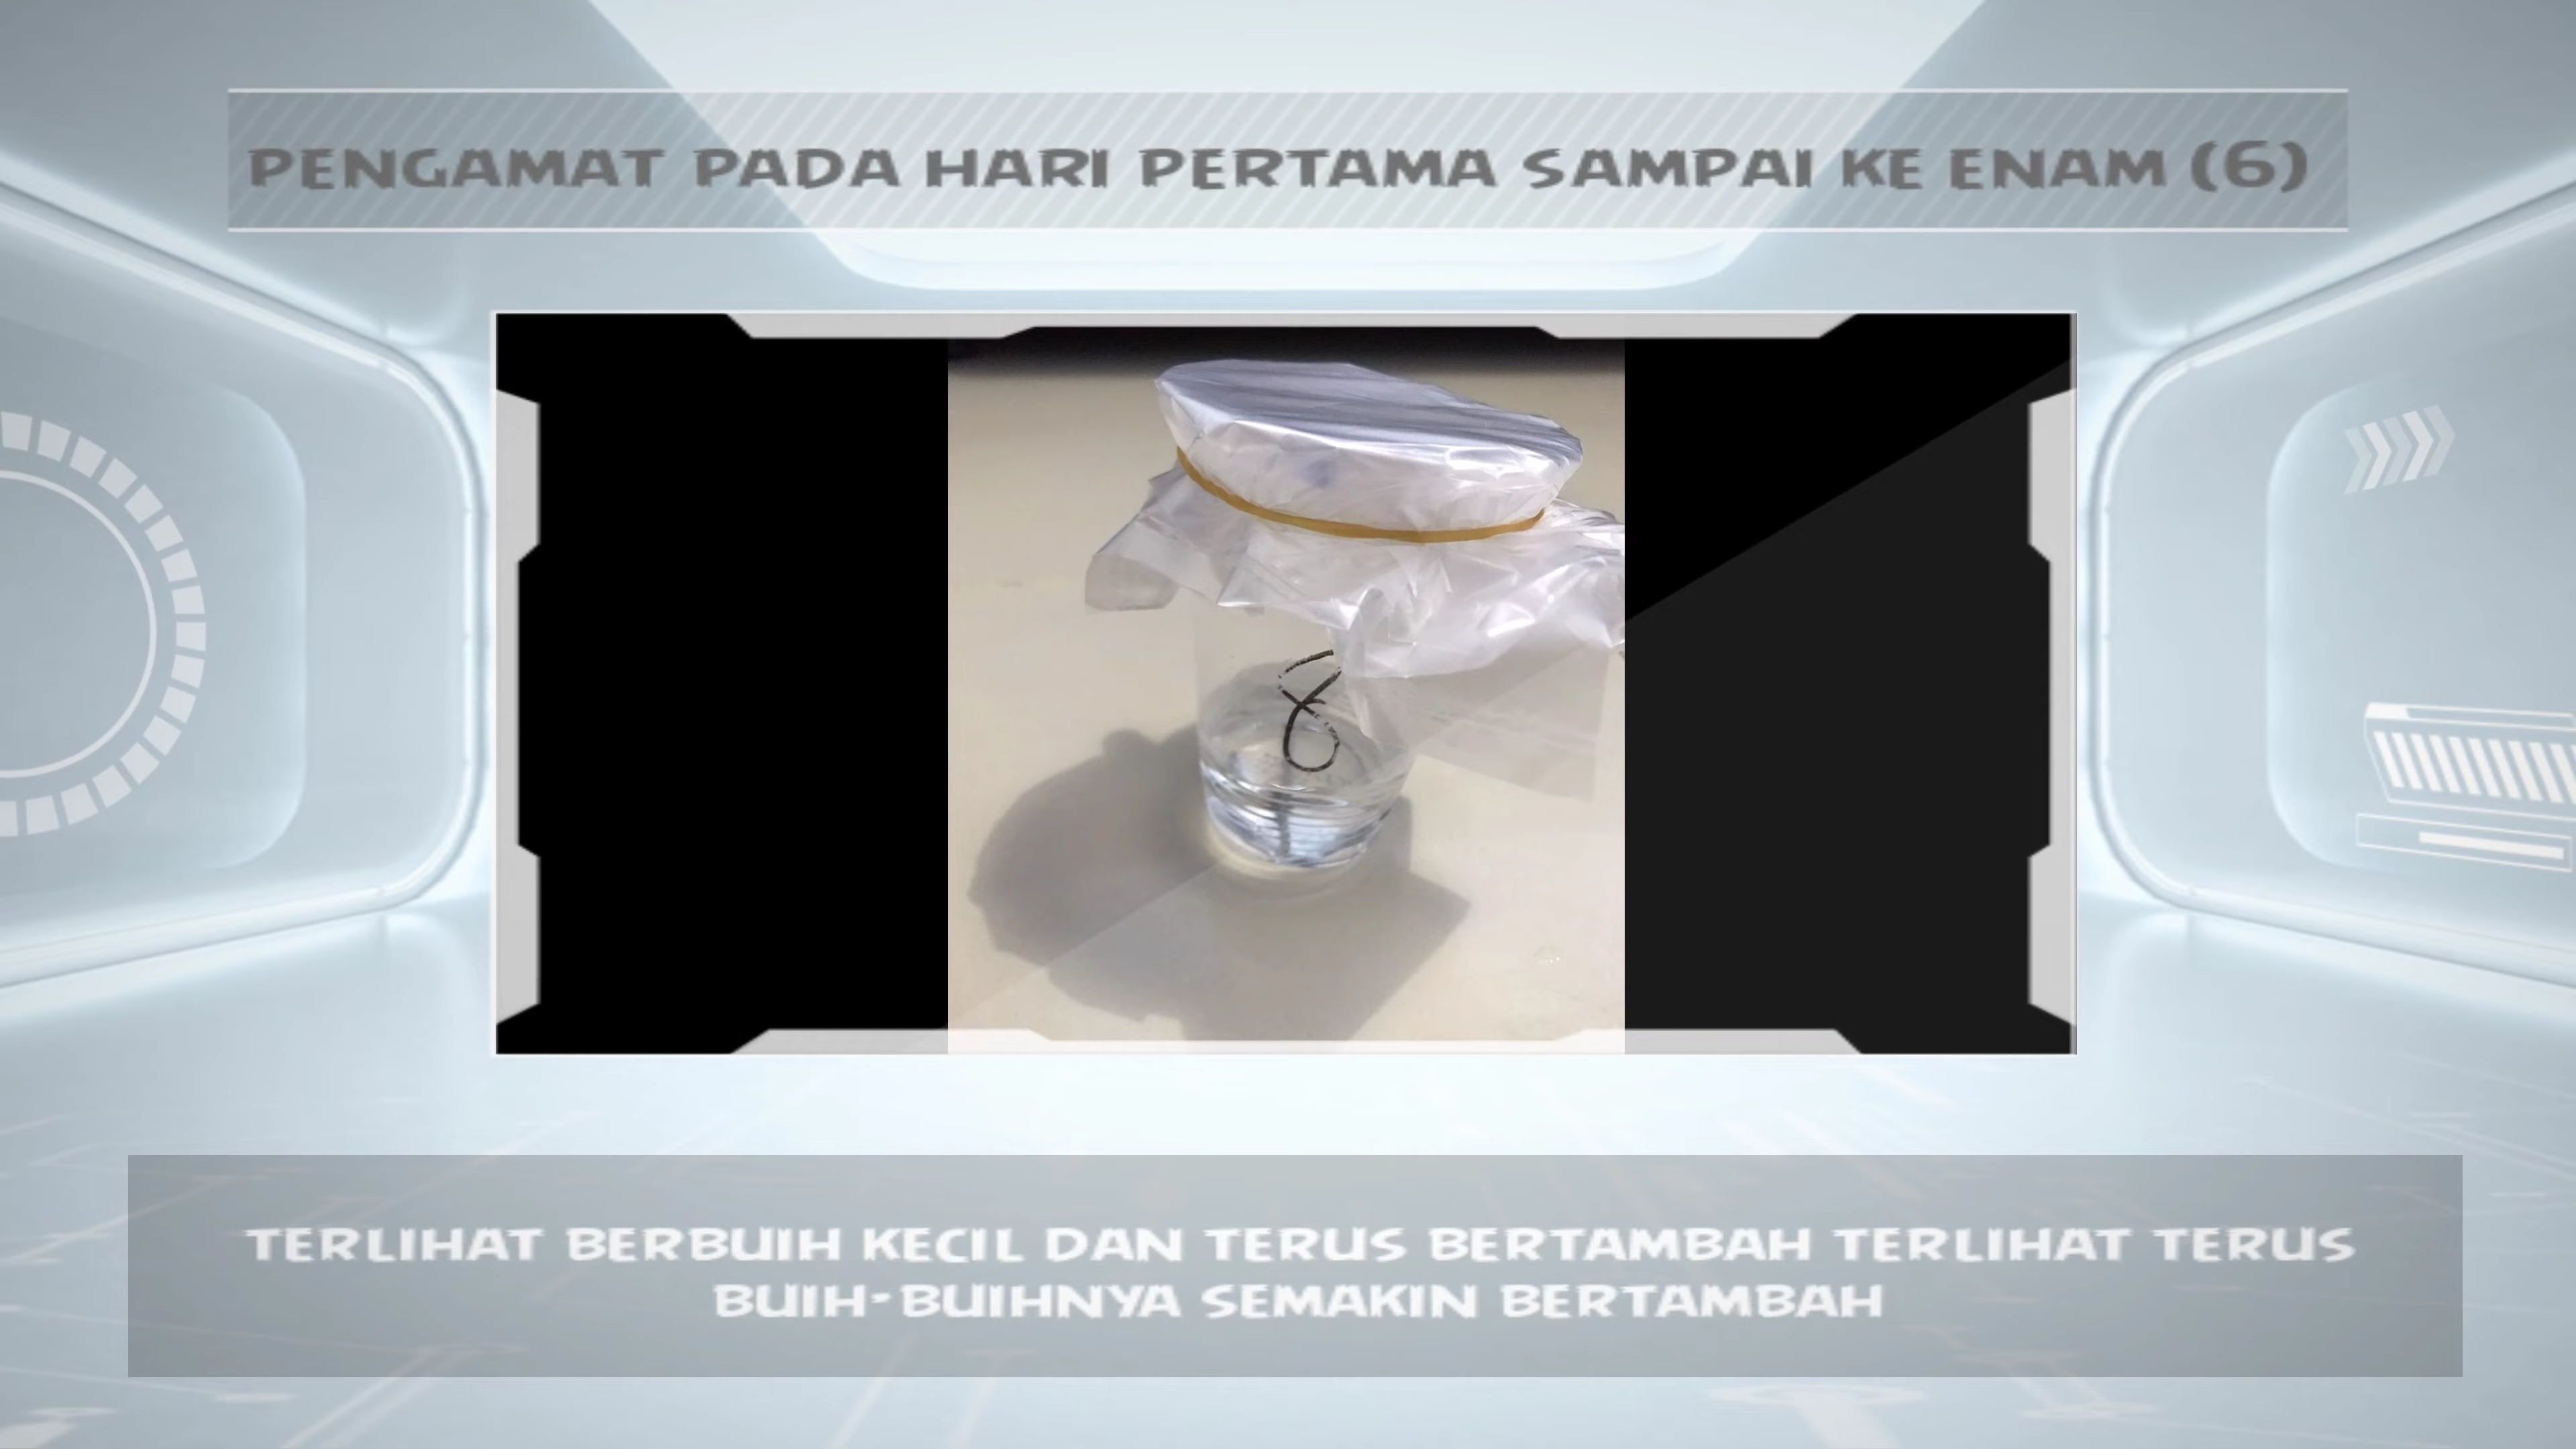 PENGAMAT PADA HARI PERTAMA SAMPAI KE ENAM (6)
8
TERLIHAT BERBUIH KECIL DAN TERUS BERTAMBAH TERLIHAT TERUS
BUIH-BUIHNYA SEMAKIN BERTAMBAH